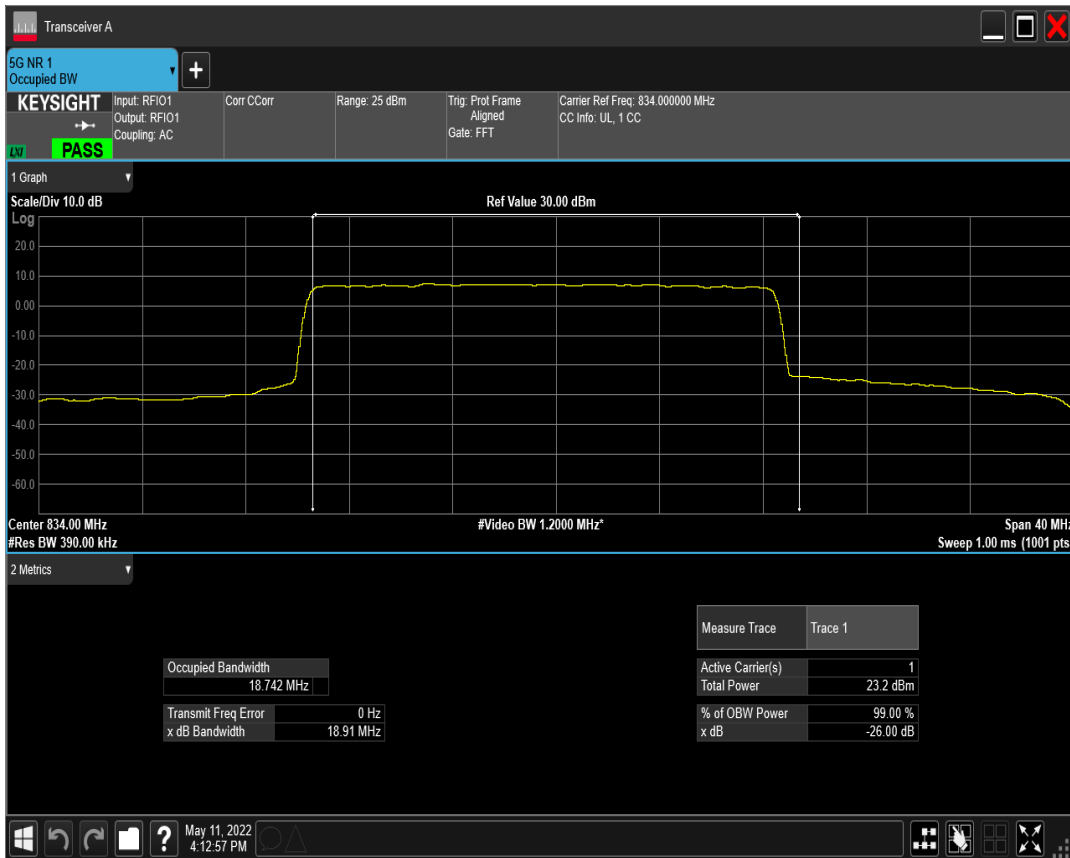 Transceiver A
5G NR 1
Occupied BW
+
KEYSIGHT
LXI
PASS
Input: RFIO1
Output: RFIO1
Coupling: AC
Corr CCorr
Range: 25 dBm
Trig: Prot Frame
Aligned
Gate: FFT
Carrier Ref Freq: 834.000000 MHz
CC Info: UL, 1 CC
1 Graph
Scale/Div 10.0 dB
Ref Value 30.00 dBm
Log
20.0
10.0
0.00
-10.0
-20.0
-30.0
-40.0
-50.0
-60.0
Center 834.00 MHz
#Video BW 1.2000 MHz*
Span 40 MHz
#Res BW 390.00 kHz
Sweep 1.00 ms (1001 pts
2 Metrics
Measure Trace Trace 1
Occupied Bandwidth
18.742 MHz
Active Carrier(s) 1
Total Power 23.2 dBm
Transmit Freq Error 0 Hz
x dB Bandwidth 18.91 MHz
% of OBW Power 99.00 %
x dB -26.00 dB
?
May 11, 2022
4:12:57 PM